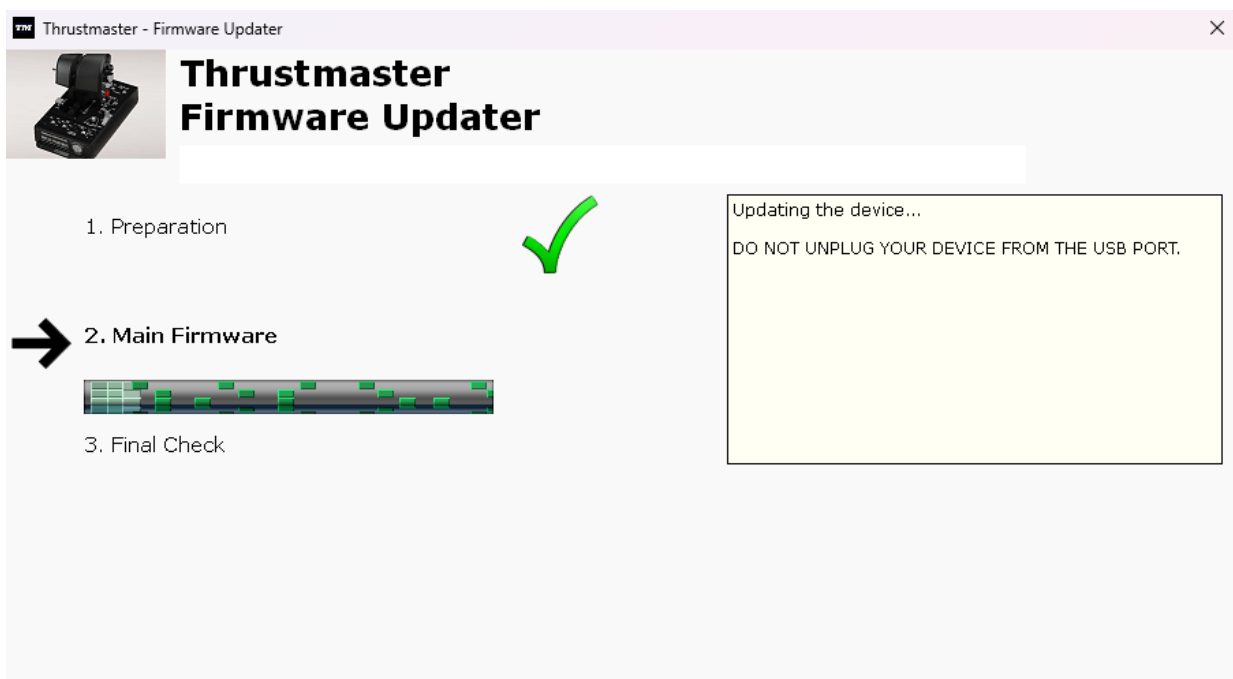 Thrustmaster - Firmware Updater
Thrustmaster
Firmware Updater
1. Preparation
Updating the device...
DO NOT UNPLUG YOUR DEVICE FROM THE USB PORT.
2. Main Firmware
3. Final Check